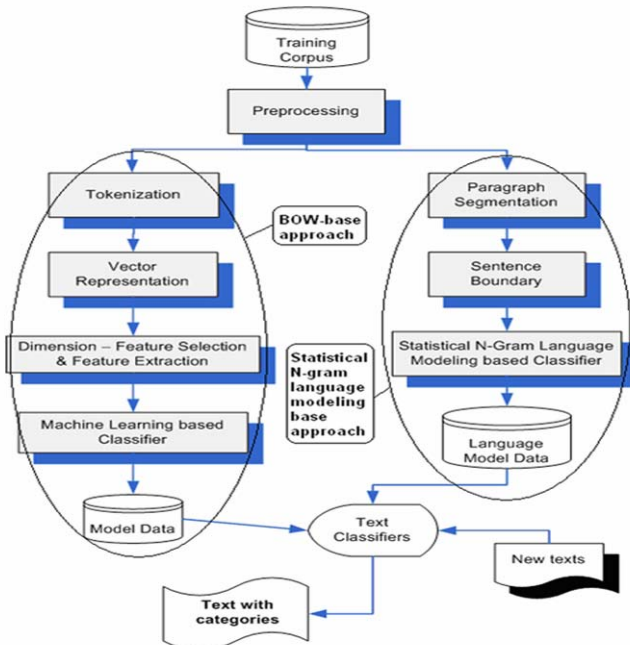 Training
Corpus
Preprocessing
Tokenization
Paragraph
Segmentation
BOW-base
approach
Vector
Representation
Sentence
Boundary
Dimension – Feature Selection
& Feature Extraction
Statistical
N-gram
language
modeling
base
approach
Statistical N-Gram Language
Modeling based Classifier
Machine Learning based
Classifier
Language
Model Data
Model Data
Text
Classifiers
New texts
Text with
categories